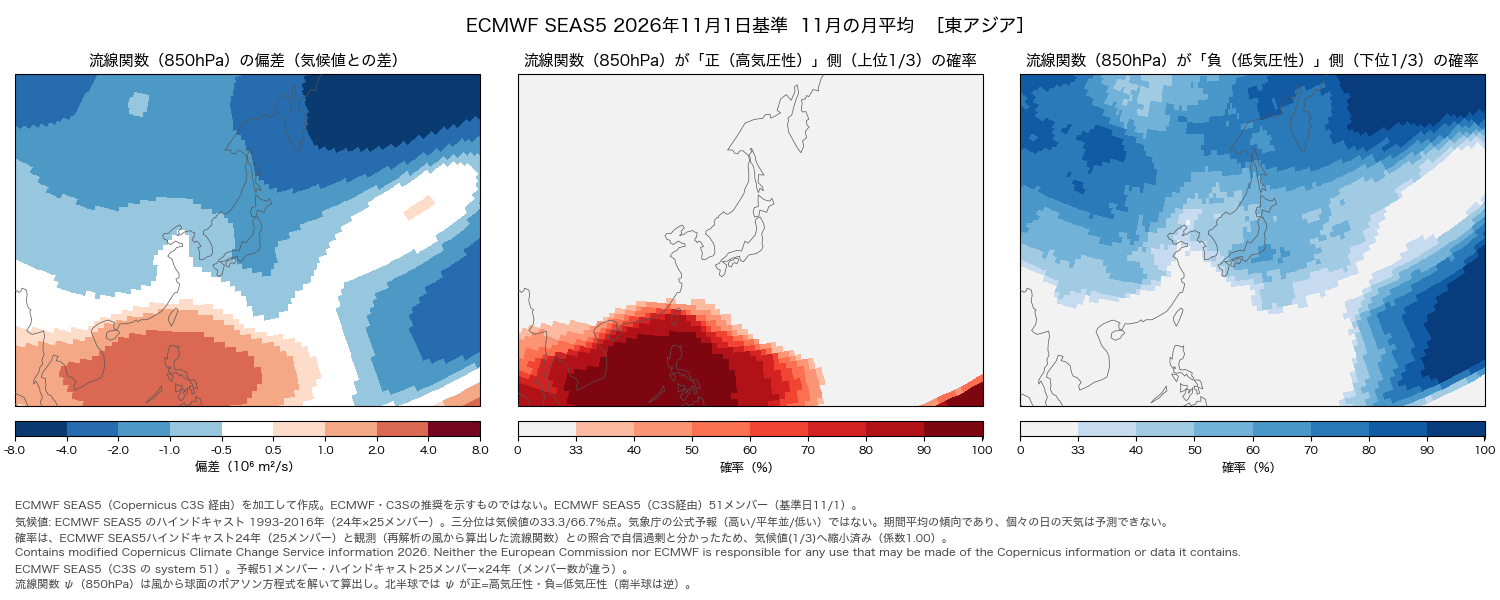 ECMWF SEAS5 2026年11月1日基準 11月の月平均 ［東アジア］
流線関数（850hPa）の偏差（気候値との差）
流線関数（850hPa）が「正（高気圧性）」側（上位1/3）の確率
流線関数（850hPa）が「負（低気圧性）」側（下位1/3）の確率
-8.0 -4.0 -2.0 -1.0 -0.5 0.5 1.0 2.0 4.0 8.0
偏差（10⁶ m²/s）
0 33 40 50 60 70 80 90 100
確率（%）
0 33 40 50 60 70 80 90 100
確率（%）
ECMWF SEAS5（Copernicus C3S 経由）を加工して作成。ECMWF・C3Sの推奨を示すものではない。ECMWF SEAS5（C3S経由）51メンバー（基準日11/1）。
気候値: ECMWF SEAS5 のハインドキャスト 1993-2016年（24年×25メンバー）。三分位は気候値の33.3/66.7%点。気象庁の公式予報（高い/平年並/低い）ではない。期間平均の傾向であり、個々の日の天気は予測できない。
確率は、ECMWF SEAS5ハインドキャスト24年（25メンバー）と観測（再解析の風から算出した流線関数）との照合で自信過剰と分かったため、気候値(1/3)へ縮小済み（係数1.00）。
Contains modified Copernicus Climate Change Service information 2026. Neither the European Commission nor ECMWF is responsible for any use that may be made of the Copernicus information or data it contains.
ECMWF SEAS5（C3S の system 51）。予報51メンバー・ハインドキャスト25メンバー×24年（メンバー数が違う）。
流線関数 ψ（850hPa）は風から球面のポアソン方程式を解いて算出し。北半球では ψ が正=高気圧性・負=低気圧性（南半球は逆）。